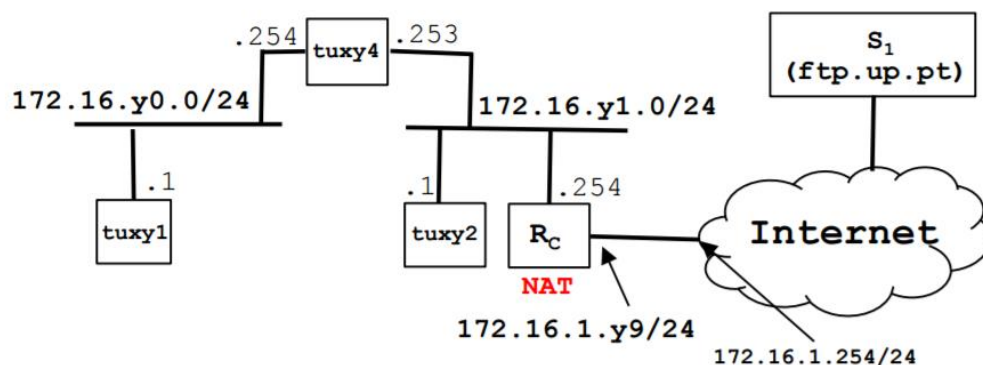 .254
tuxy4
.253
S₁
(ftp.up.pt)
172.16.y0.0/24
172.16.y1.0/24
.1
tuxy1
.1
tuxy2
.254
R_C
NAT
Internet
172.16.1.y9/24
172.16.1.254/24